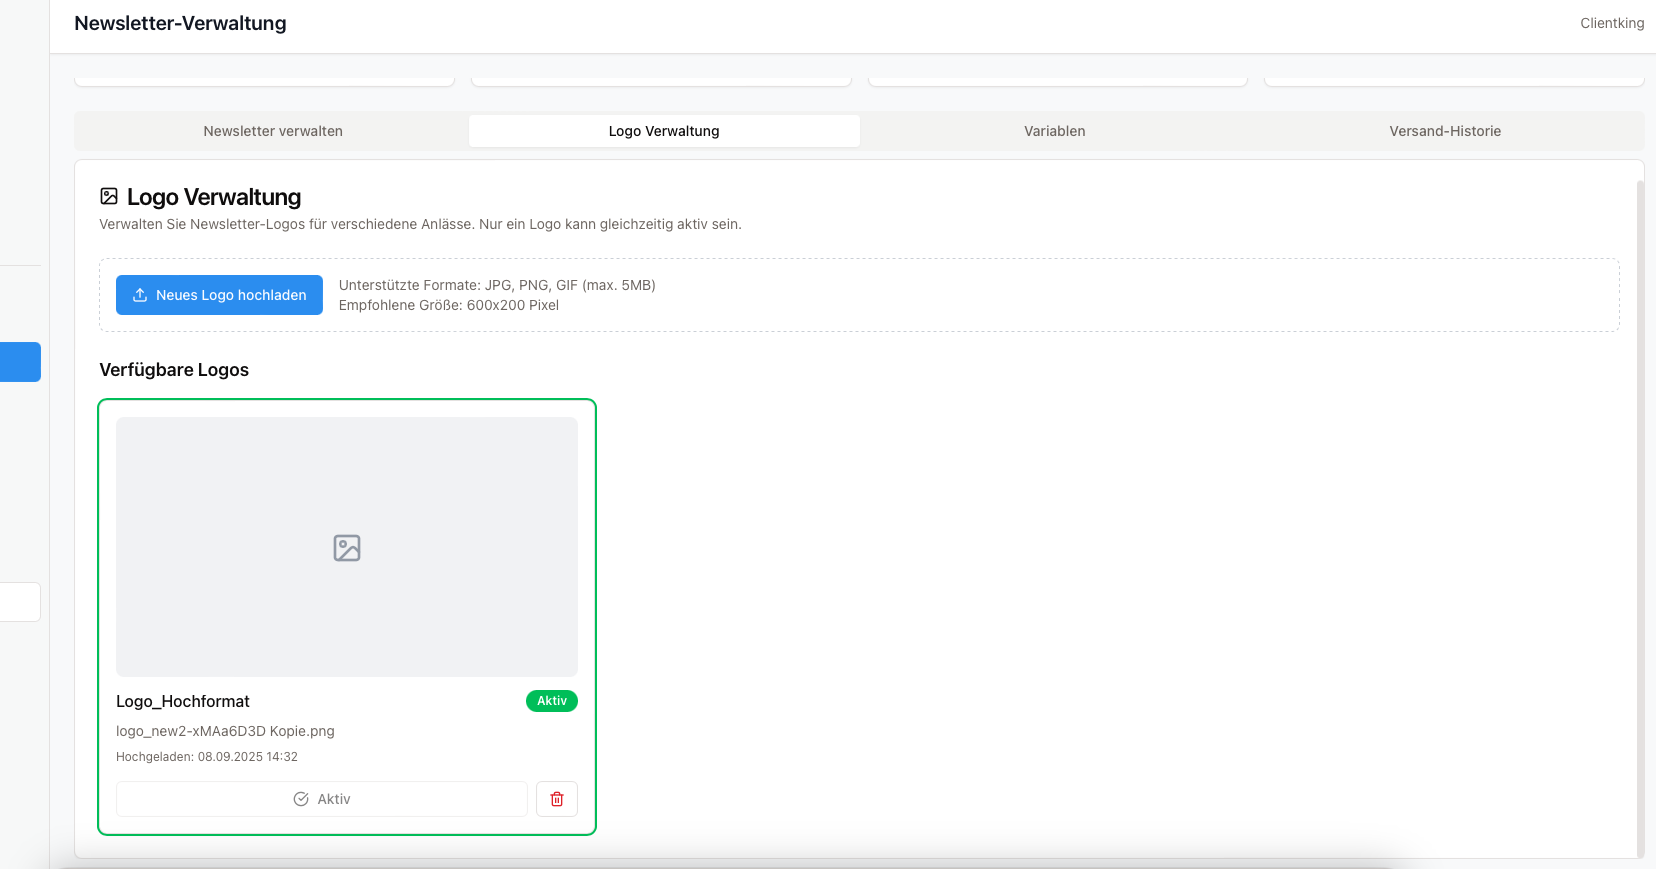 Newsletter-Verwaltung
Clientking
Newsletter verwalten
Logo Verwaltung
Variablen
Versand-Historie
Logo Verwaltung
Verwalten Sie Newsletter-Logos für verschiedene Anlässe. Nur ein Logo kann gleichzeitig aktiv sein.
Neues Logo hochladen
Unterstützte Formate: JPG, PNG, GIF (max. 5MB)
Empfohlene Größe: 600x200 Pixel
Verfügbare Logos
Logo_Hochformat
Aktiv
logo_new2-xMAa6D3D Kopie.png
Hochgeladen: 08.09.2025 14:32
Aktiv